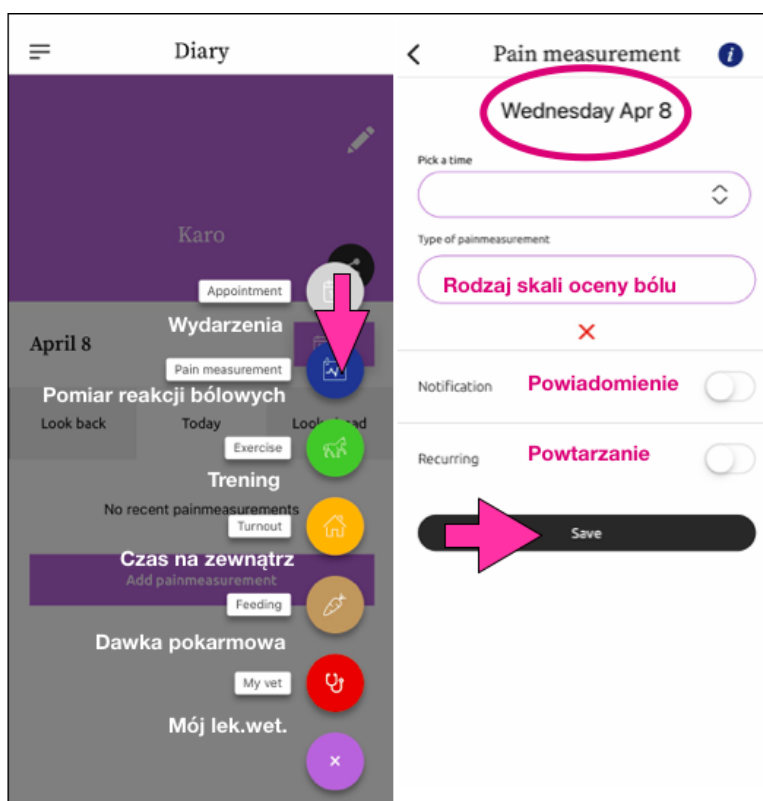 Diary
Karo
Appointment
Wydarzenia
April 8
Pain measurement
Pomiar reakcji bólowych
Look back
Today
Exercise
Trening
No recent painmeasurements
Turnout
Czas na zewnątrz
Add painmeasurement
Feeding
Dawka pokarmowa
My vet
Mój lek.wet.
Pain measurement
Wednesday Apr 8
Pick a time
Type of painmeasurement
Rodzaj skali oceny bólu
Notification
Powiadomienie
Recurring
Powtarzanie
Save